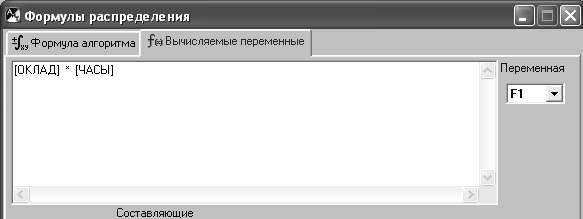 Формулы распределения
Формула алгоритма
Вычисляемые переменные
[ОКЛАД] * [ЧАСЫ]
Переменная
F1
Составляющие